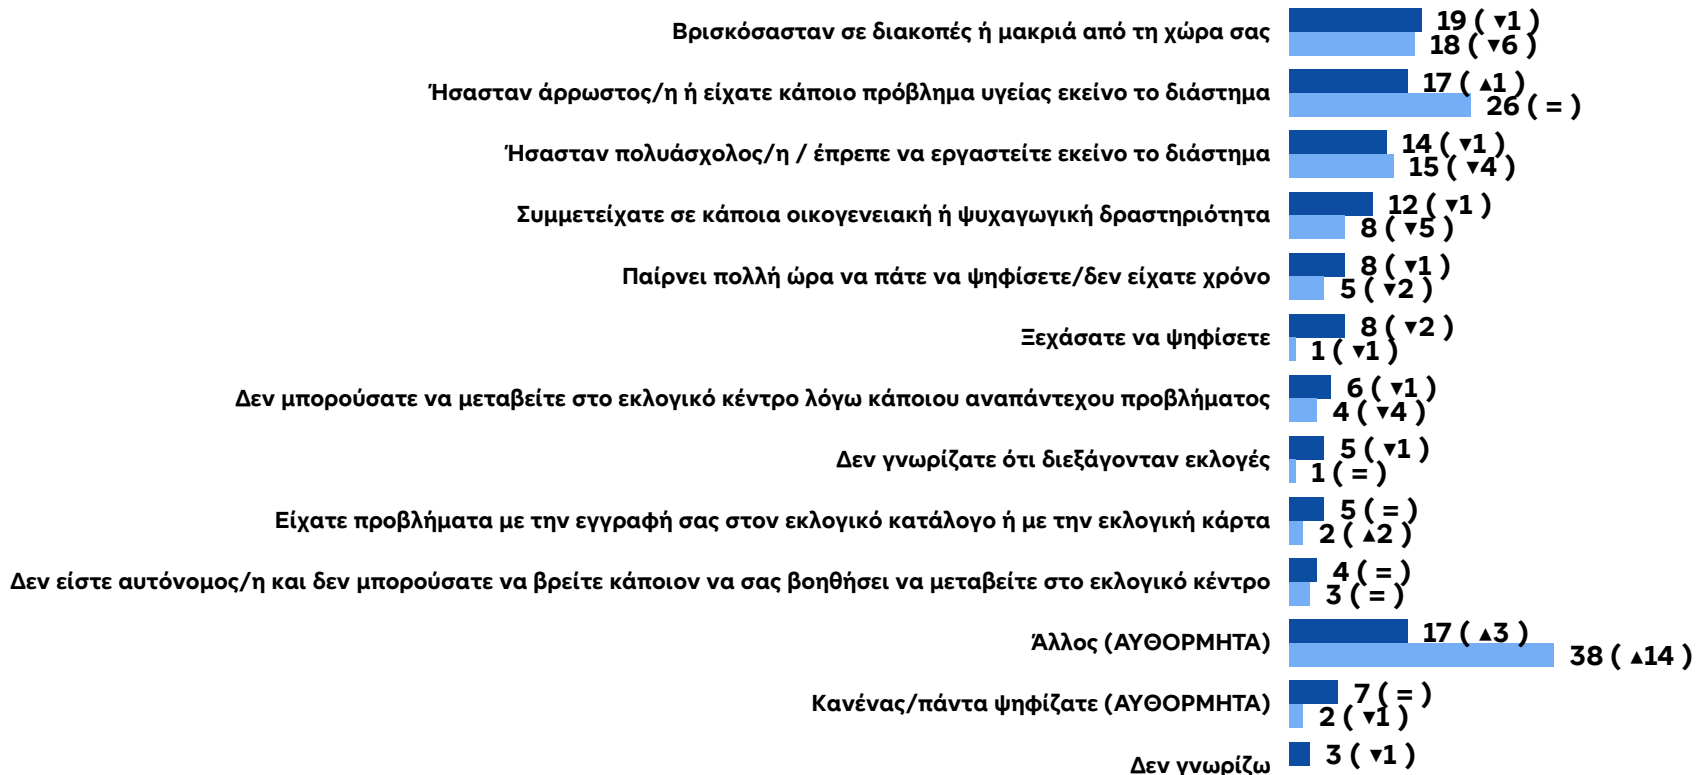 Βρισκόσασταν σε διακοπές ή μακριά από τη χώρα σας 19 ( ▼1 )
18 ( ▼6 )
Ήσασταν άρρωστος/η ή είχατε κάποιο πρόβλημα υγείας εκείνο το διάστημα 17 ( ▲1 )
26 ( = )
Ήσασταν πολυάσχολος/η / έπρεπε να εργαστείτε εκείνο το διάστημα 14 ( ▼1 )
15 ( ▼4 )
Συμμετείχατε σε κάποια οικογενειακή ή ψυχαγωγική δραστηριότητα 12 ( ▼1 )
8 ( ▼5 )
Παίρνει πολλή ώρα να πάτε να ψηφίσετε/δεν είχατε χρόνο 8 ( ▼1 )
5 ( ▼2 )
Ξεχάσατε να ψηφίσετε 8 ( ▼2 )
1 ( ▼1 )
Δεν μπορούσατε να μεταβείτε στο εκλογικό κέντρο λόγω κάποιου αναπάντεχου προβλήματος 6 ( ▼1 )
4 ( ▼4 )
Δεν γνωρίζατε ότι διεξάγονταν εκλογές 5 ( ▼1 )
1 ( = )
Είχατε προβλήματα με την εγγραφή σας στον εκλογικό κατάλογο ή με την εκλογική κάρτα 5 ( = )
2 ( ▲2 )
Δεν είστε αυτόνομος/η και δεν μπορούσατε να βρείτε κάποιον να σας βοηθήσει να μεταβείτε στο εκλογικό κέντρο 4 ( = )
3 ( = )
Άλλος (ΑΥΘΟΡΜΗΤΑ) 17 ( ▲3 )
38 ( ▲14 )
Κανένας/πάντα ψηφίζατε (ΑΥΘΟΡΜΗΤΑ) 7 ( = )
2 ( ▼1 )
Δεν γνωρίζω 3 ( ▼1 )